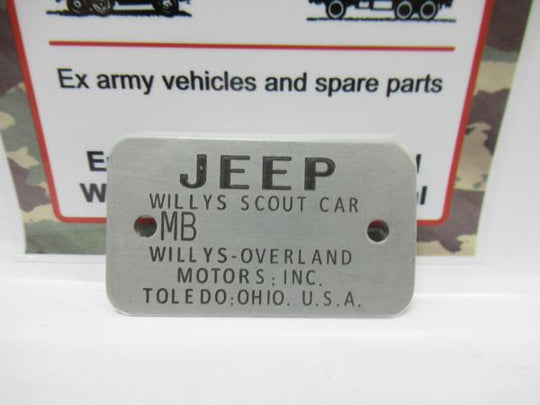 Ex army vehicles and spare parts
JEEP
WILLYS SCOUT CAR
MB
WILLYS-OVERLAND
MOTORS; INC.
TOLEDO;OHIO. U.S.A.